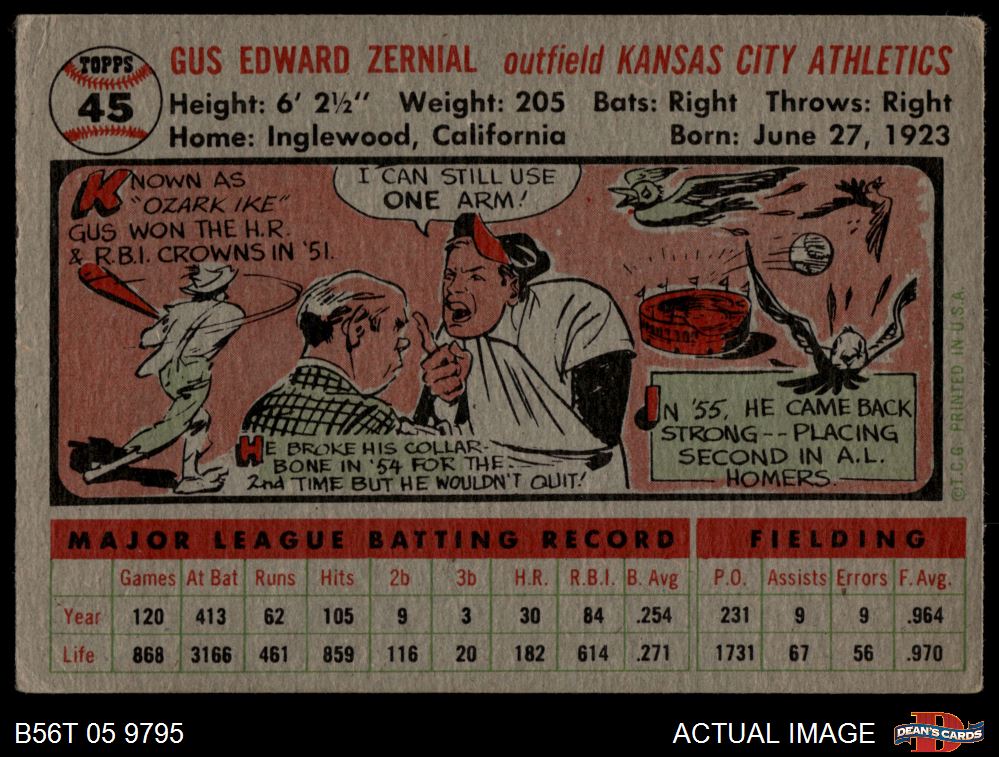 TOPPS
45
GUS EDWARD ZERNIAL outfield KANSAS CITY ATHLETICS
Height: 6' 2½" Weight: 205 Bats: Right Throws: Right
Home: Inglewood, California Born: June 27, 1923
KNOWN AS
"OZARK IKE"
GUS WON THE H.R.
& R.B.I. CROWNS IN '51.
I CAN STILL USE
ONE ARM!
HE BROKE HIS COLLAR-
BONE IN '54 FOR THE
2nd TIME BUT HE WOULDN'T QUIT!
IN '55, HE CAME BACK
STRONG--PLACING
SECOND IN A.L.
HOMERS.
©T.C.G. PRINTED IN U.S.A.
MAJOR LEAGUE BATTING RECORD FIELDING
Games At Bat Runs Hits 2b 3b H.R. R.B.I. B. Avg P.O. Assists Errors F. Avg.
Year 120 413 62 105 9 3 30 84 .254 231 9 9 .964
Life 868 3166 461 859 116 20 182 614 .271 1731 67 56 .970
B56T 05 9795 ACTUAL IMAGE
DEAN'S CARDS